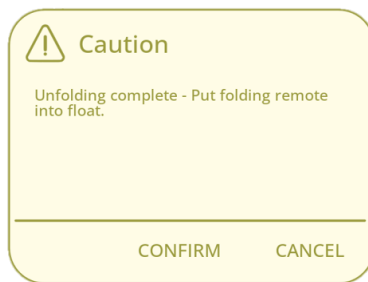 Caution
Unfolding complete - Put folding remote
into float.
CONFIRM CANCEL